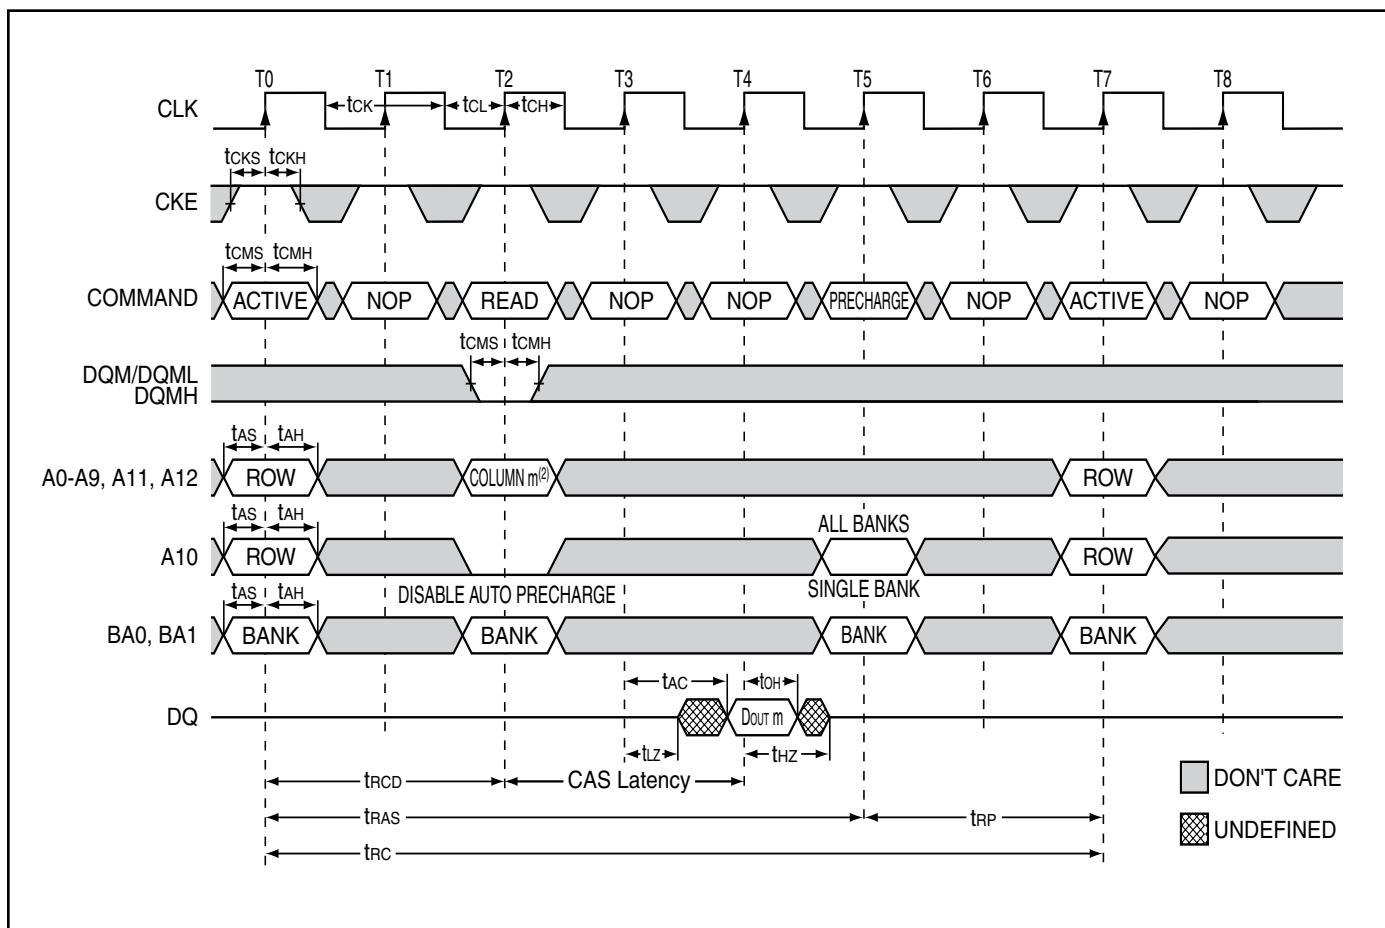 T0 T1 T2 T3 T4 T5 T6 T7 T8
CLK tCK tCL tCH
tCKS tCKH
CKE
tCMS tCMH
COMMAND ACTIVE NOP READ NOP NOP PRECHARGE NOP ACTIVE NOP
tCMS tCMH
DQM/DQML
DQMH
tAS tAH
A0-A9, A11, A12 ROW COLUMN m(2) ROW
tAS tAH ALL BANKS
A10 ROW ROW
DISABLE AUTO PRECHARGE SINGLE BANK
tAS tAH
BA0, BA1 BANK BANK BANK BANK
tAC tOH
DQ DOUT m
tLZ tHZ
tRCD CAS Latency DON'T CARE
tRAS tRP
UNDEFINED
tRC